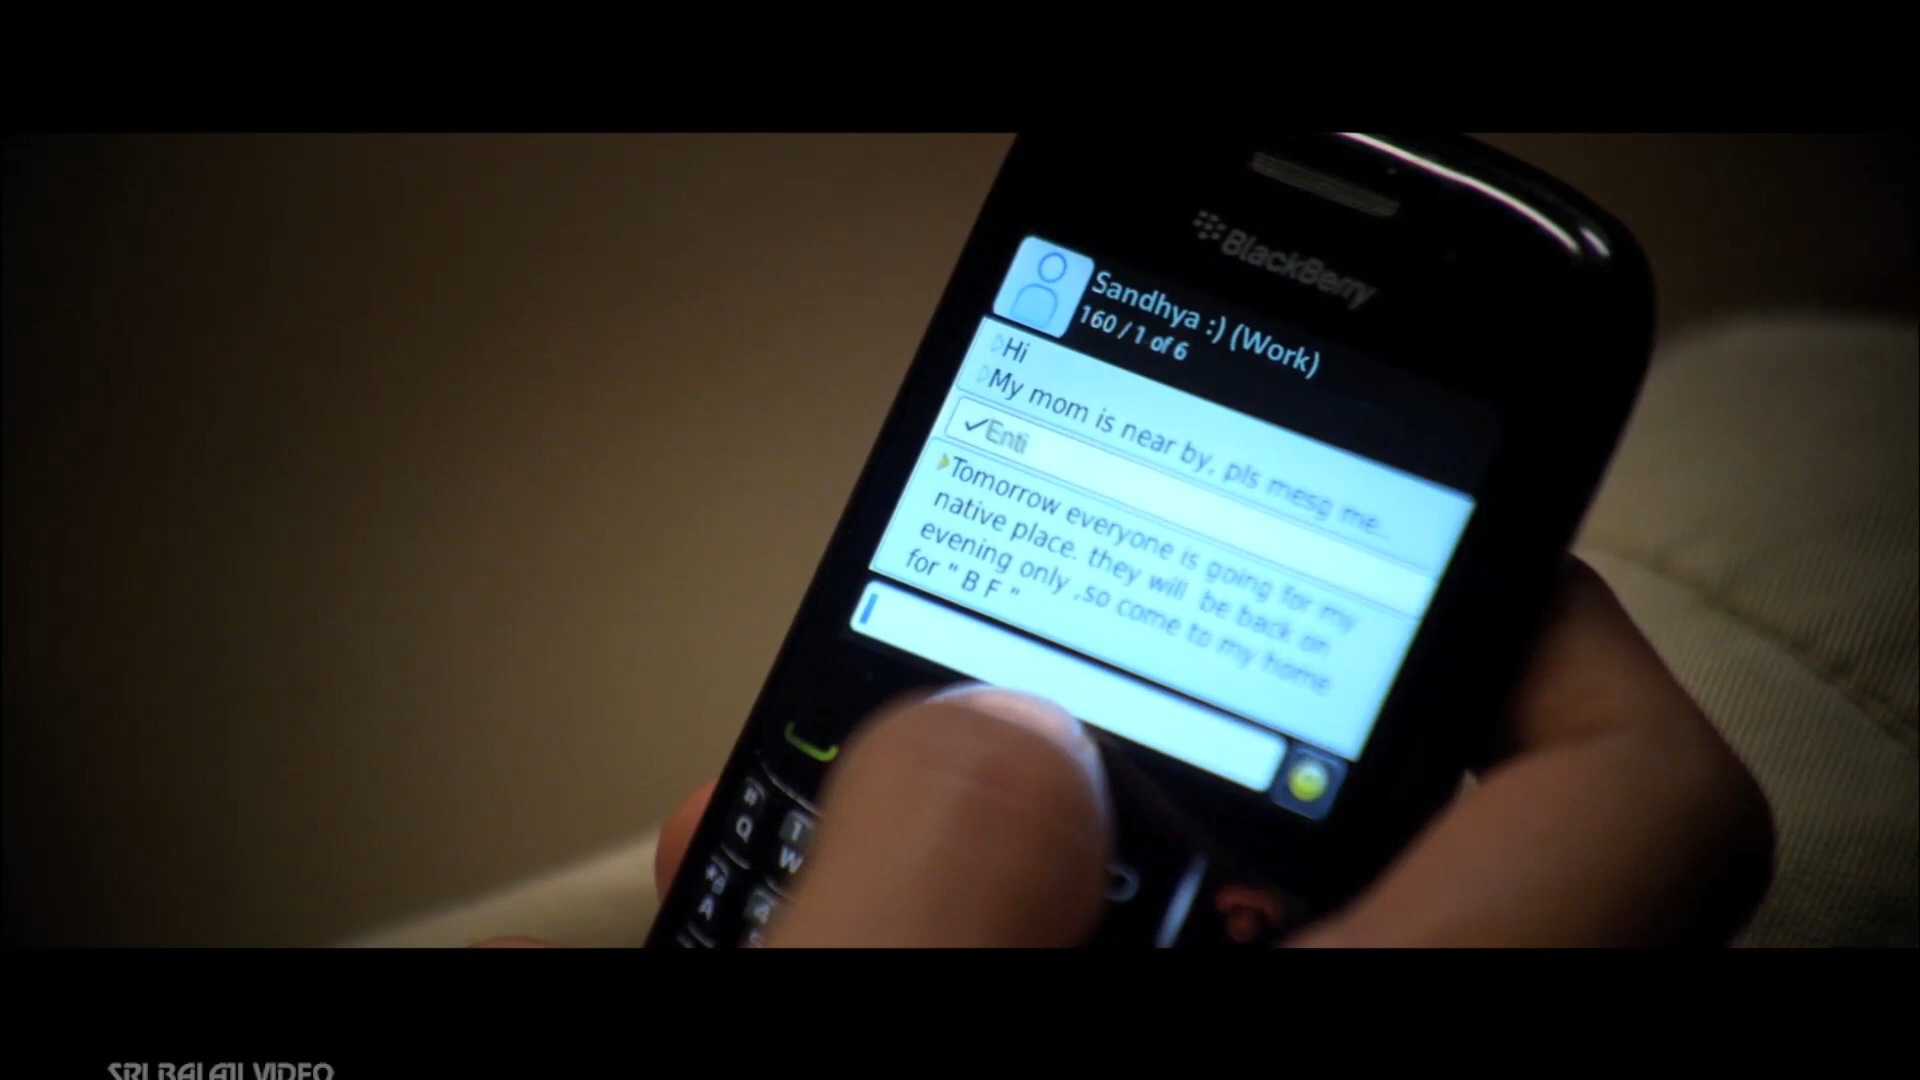 BlackBerry
Sandhya :) (Work)
160 / 1 of 6
Hi
My mom is near by, pls mesg me..
Enti
Tomorrow everyone is going for my
native place. they will be back on
evening only ,so come to my home
for " B F "
# Q
1 W
A
4
SRI BALAJI VIDEO